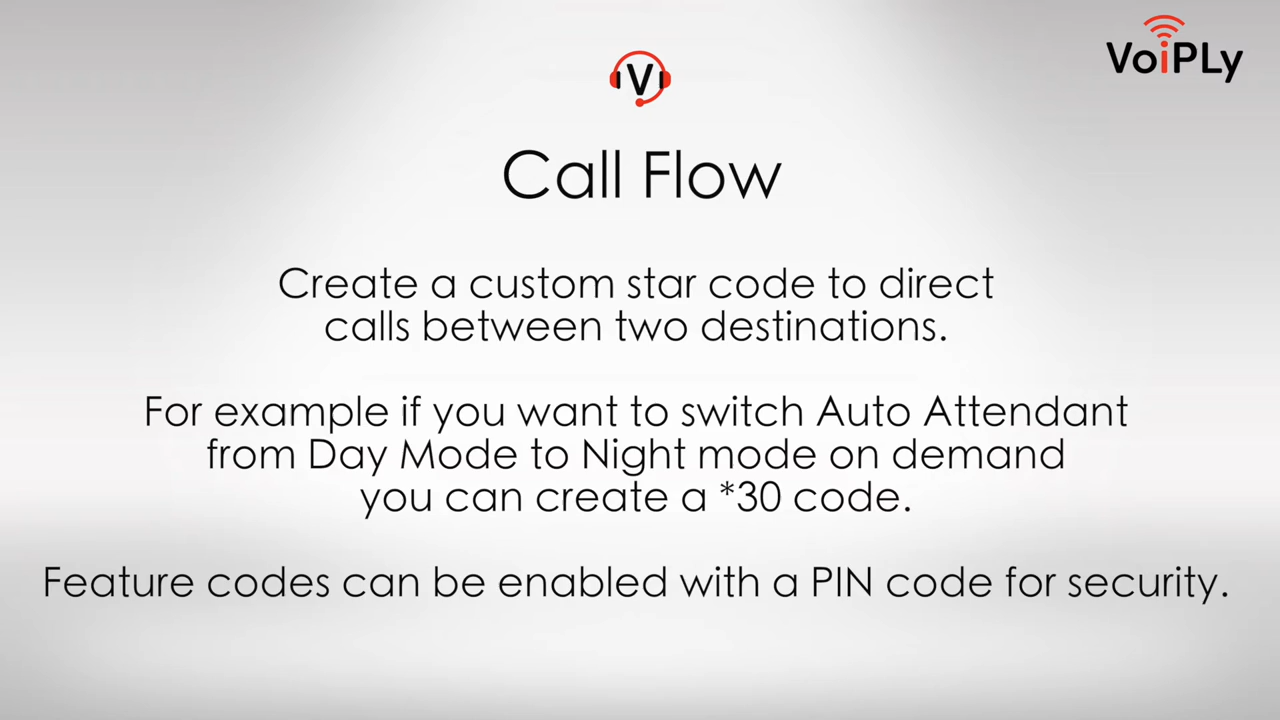 VoiPLy
V
Call Flow
Create a custom star code to direct
calls between two destinations.
For example if you want to switch Auto Attendant
from Day Mode to Night mode on demand
you can create a *30 code.
Feature codes can be enabled with a PIN code for security.